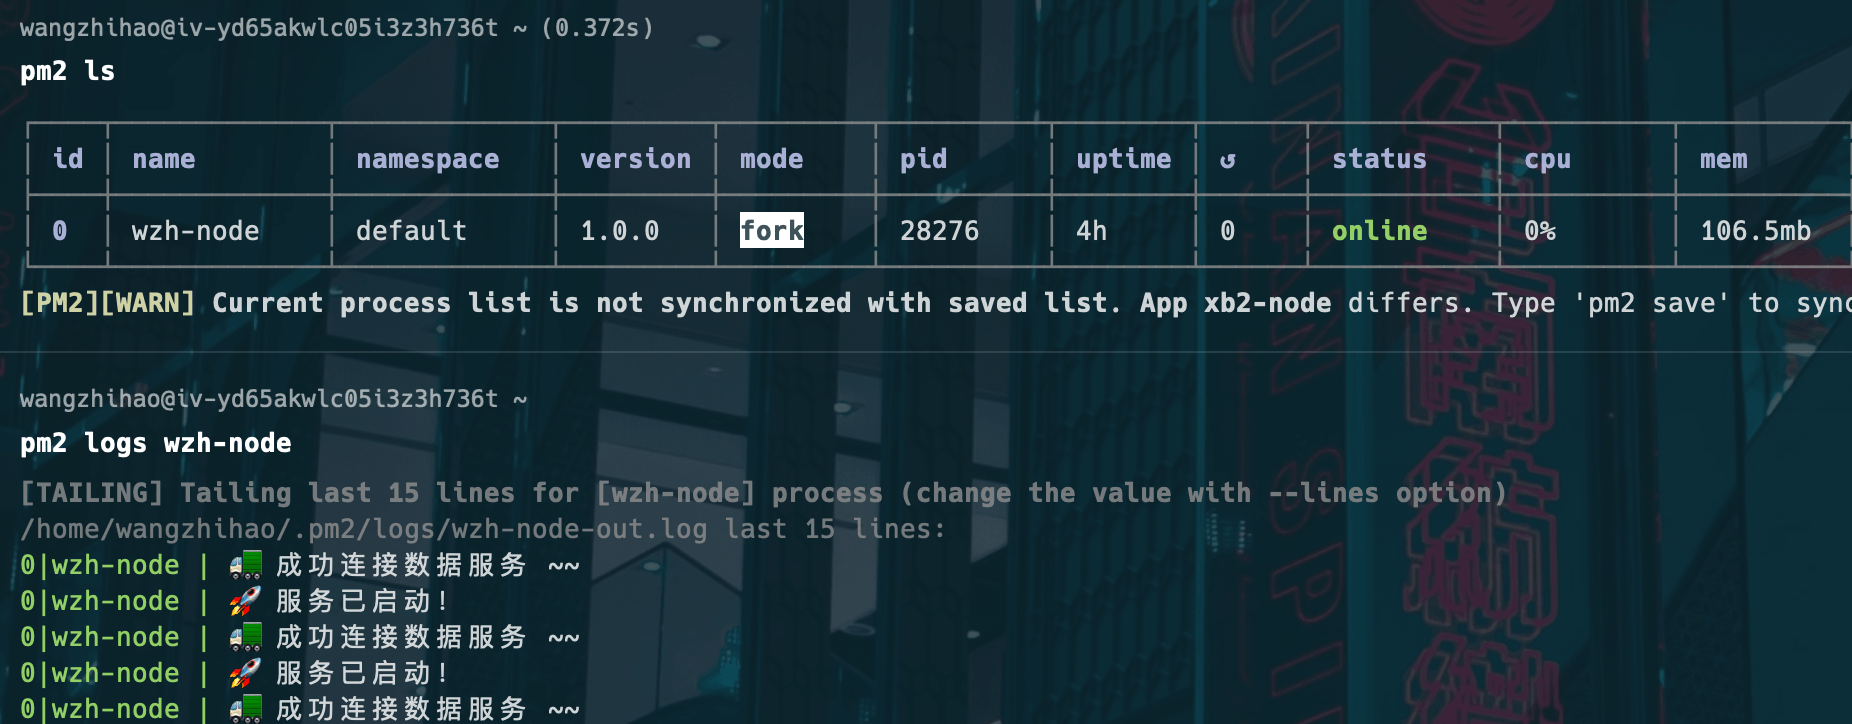 wangzhihao@iv-yd65akwlc05i3z3h736t ~ (0.372s)
pm2 ls
id name namespace version mode pid uptime ↺ status cpu mem
0 wzh-node default 1.0.0 fork 28276 4h 0 online 0% 106.5mb
[PM2][WARN] Current process list is not synchronized with saved list. App xb2-node differs. Type 'pm2 save' to sync
wangzhihao@iv-yd65akwlc05i3z3h736t ~
pm2 logs wzh-node
[TAILING] Tailing last 15 lines for [wzh-node] process (change the value with --lines option)
/home/wangzhihao/.pm2/logs/wzh-node-out.log last 15 lines:
0|wzh-node | 🚛 成功连接数据服务 ~~
0|wzh-node | 🚀 服务已启动!
0|wzh-node | 🚛 成功连接数据服务 ~~
0|wzh-node | 🚀 服务已启动!
0|wzh-node | 🚛 成功连接数据服务 ~~